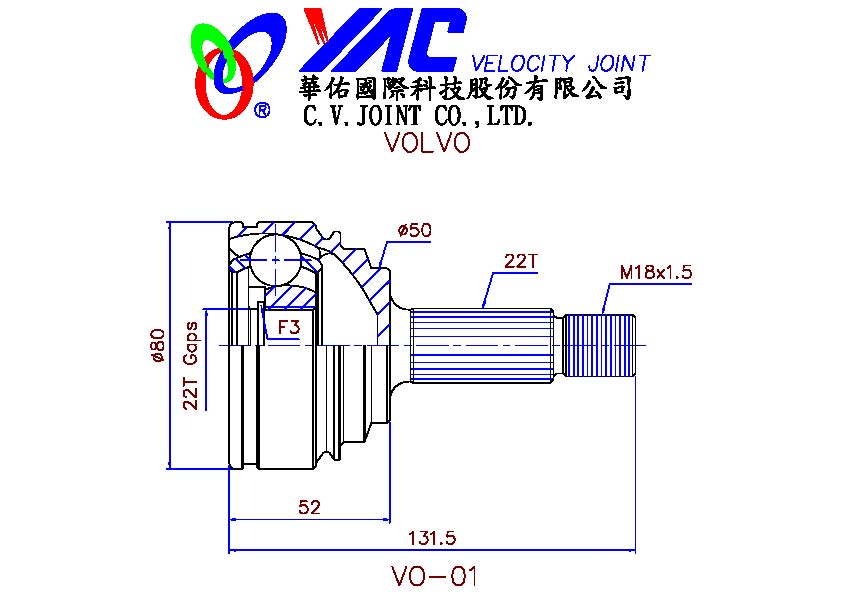 YAC VELOCITY JOINT
®
華佑國際科技股份有限公司
C.V.JOINT CO.,LTD.
VOLVO
ø50
22T
M18x1.5
F3
ø80
22T Gaps
52
131.5
VO-01